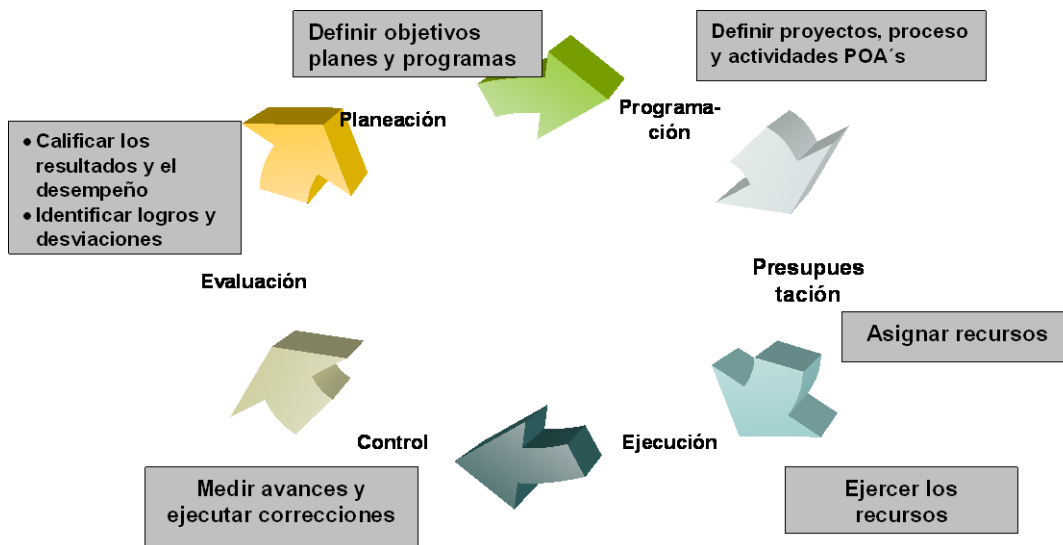 Definir objetivos
planes y programas
Definir proyectos, proceso
y actividades POA´s
Planeación
Programa-
ción
• Calificar los
resultados y el
desempeño
• Identificar logros y
desviaciones
Evaluación
Presupues
tación
Asignar recursos
Control
Ejecución
Medir avances y
ejecutar correcciones
Ejercer los
recursos